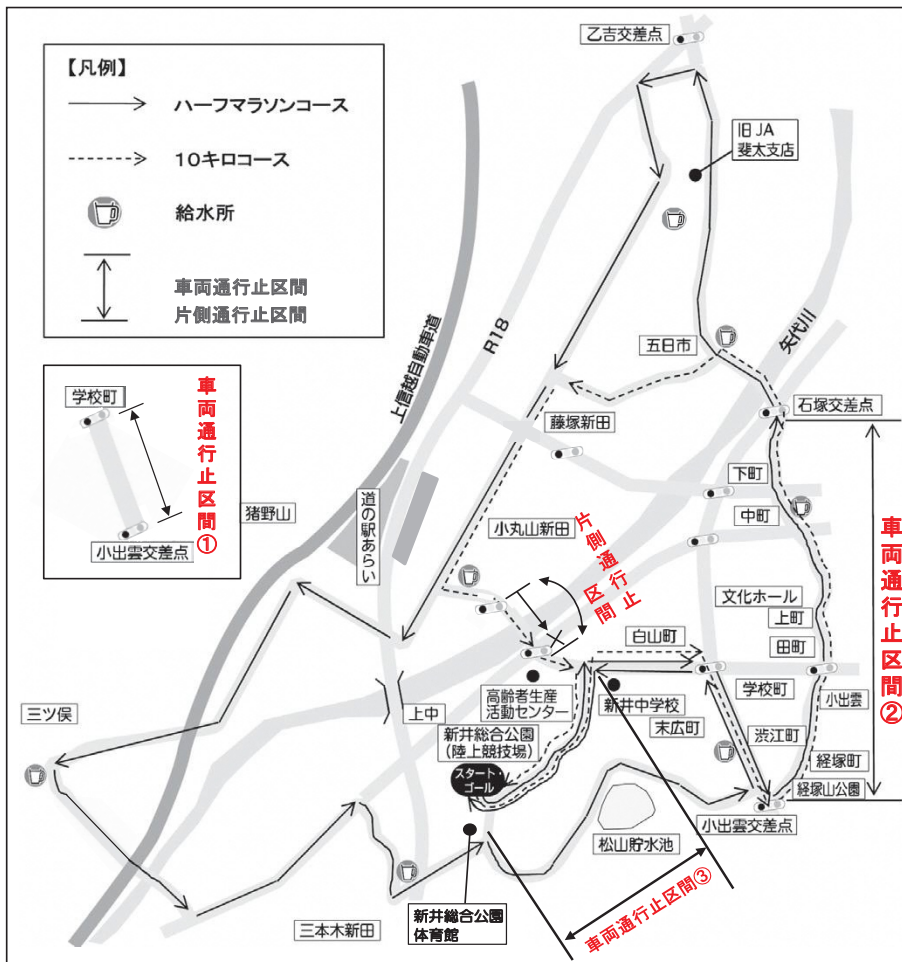 【凡例】
ハーフマラソンコース
10キロコース
給水所
車両通行止区間
片側通行止区間
学校町
小出雲交差点
車両通行止区間①
乙吉交差点
旧JA
斐太支店
上信越自動車道
R18
矢代川
五日市
石塚交差点
藤塚新田
下町
中町
猪野山
道の駅あらい
小丸山新田
片側通行止
区間
車両通行止区間②
文化ホール
上町
白山町
田町
学校町
小出雲
高齢者生産
活動センター
新井中学校
上中
末広町
渋江町
三ツ俣
新井総合公園
(陸上競技場)
経塚町
スタート・
ゴール
経塚山公園
小出雲交差点
松山貯水池
車両通行止区間③
三本木新田
新井総合公園
体育館